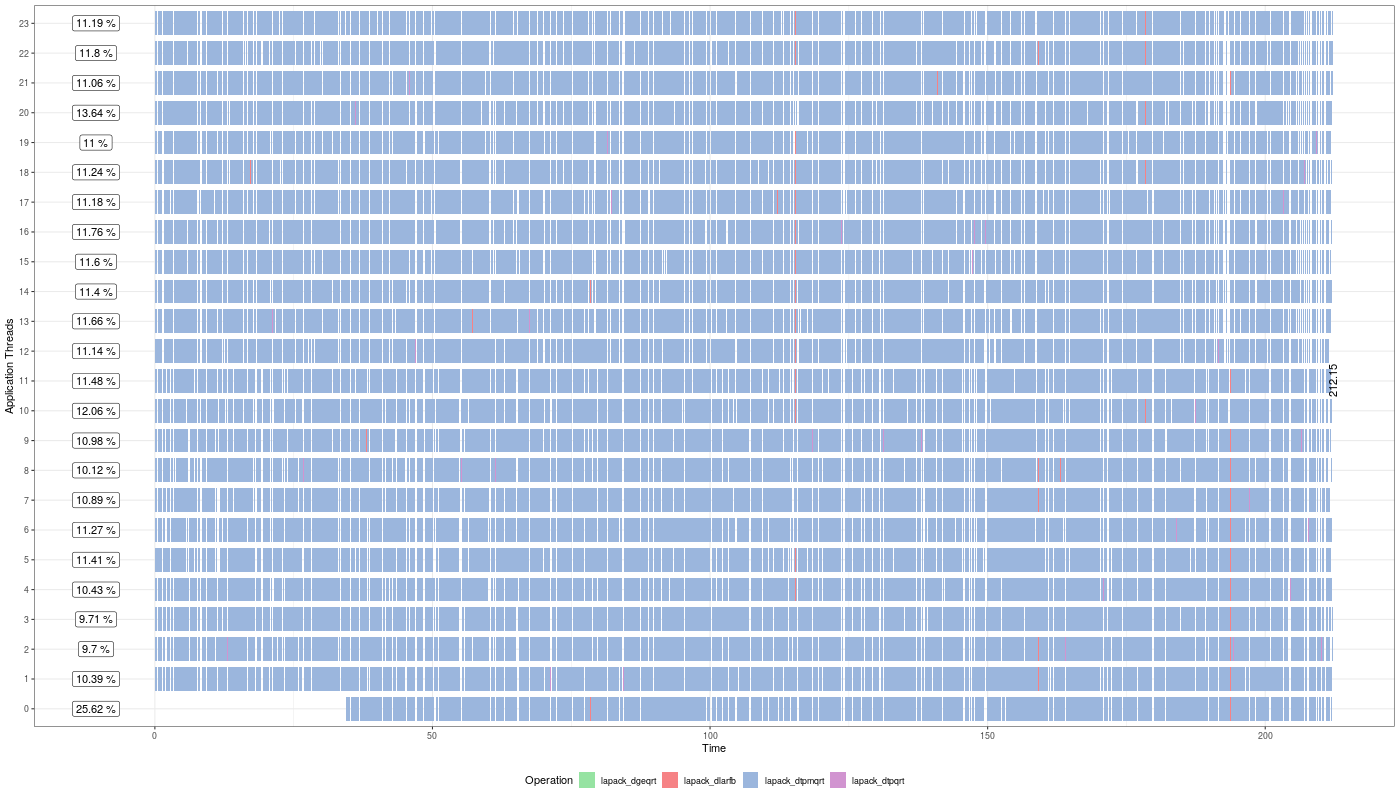 23 11.19 %
22 11.8 %
21 11.06 %
20 13.64 %
19 11 %
18 11.24 %
17 11.18 %
16 11.76 %
15 11.6 %
14 11.4 %
13 11.66 %
12 11.14 %
11 11.48 %
10 12.06 %
9 10.98 %
8 10.12 %
7 10.89 %
6 11.27 %
5 11.41 %
4 10.43 %
3 9.71 %
2 9.7 %
1 10.39 %
0 25.62 %
Application Threads
212.15
0 50 100 150 200
Time
Operation lapack_dgeqrt lapack_dlarfb lapack_dtpmqrt lapack_dtpqrt